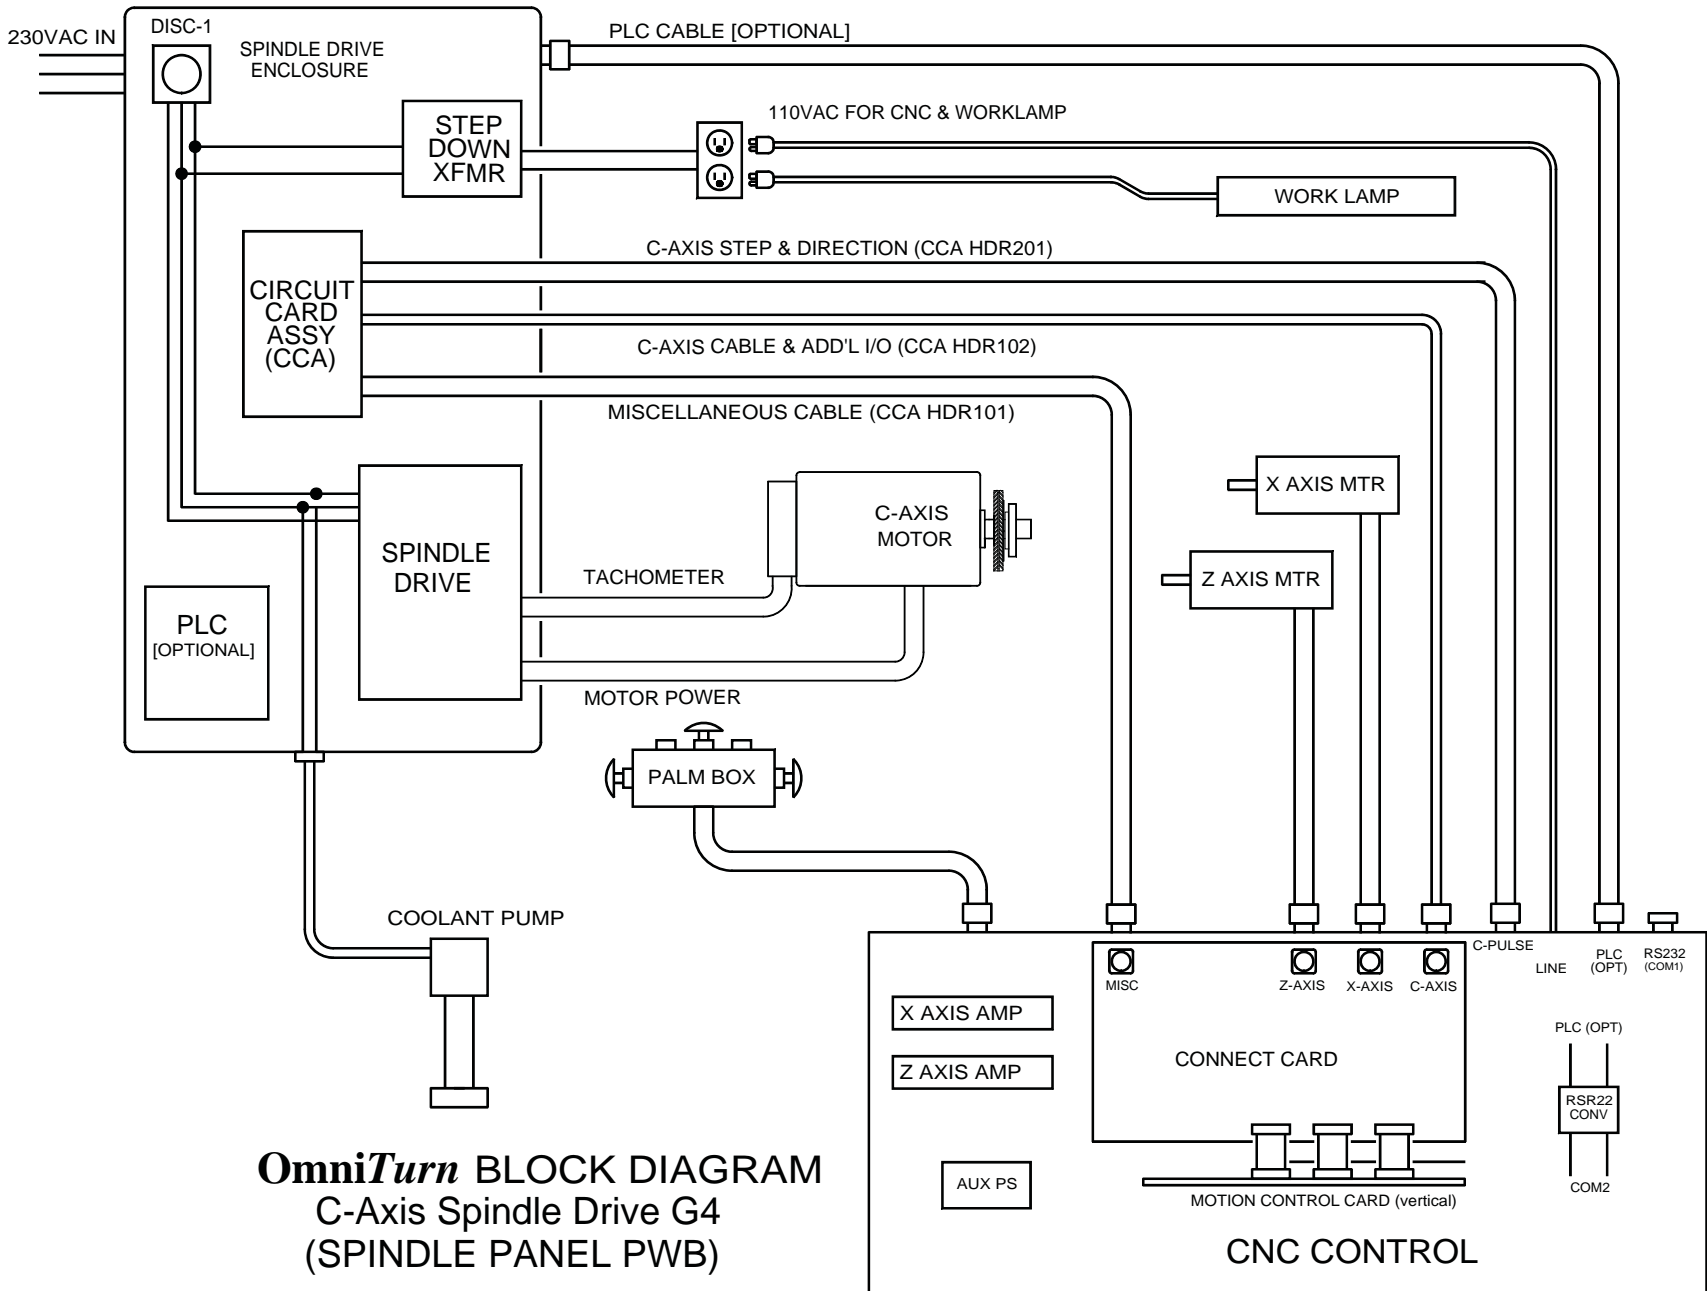 230VAC IN
DISC-1
SPINDLE DRIVE
ENCLOSURE
PLC CABLE [OPTIONAL]
STEP
DOWN
XFMR
110VAC FOR CNC & WORKLAMP
WORK LAMP
CIRCUIT
CARD
ASSY
(CCA)
C-AXIS STEP & DIRECTION (CCA HDR201)
C-AXIS CABLE & ADD'L I/O (CCA HDR102)
MISCELLANEOUS CABLE (CCA HDR101)
SPINDLE
DRIVE
C-AXIS
MOTOR
TACHOMETER
MOTOR POWER
X AXIS MTR
Z AXIS MTR
PLC
[OPTIONAL]
PALM BOX
COOLANT PUMP
MISC
Z-AXIS
X-AXIS
C-AXIS
C-PULSE
LINE
PLC
(OPT)
RS232
(COM1)
X AXIS AMP
Z AXIS AMP
CONNECT CARD
PLC (OPT)
RSR22
CONV
COM2
AUX PS
MOTION CONTROL CARD (vertical)
CNC CONTROL
OmniTurn BLOCK DIAGRAM
C-Axis Spindle Drive G4
(SPINDLE PANEL PWB)